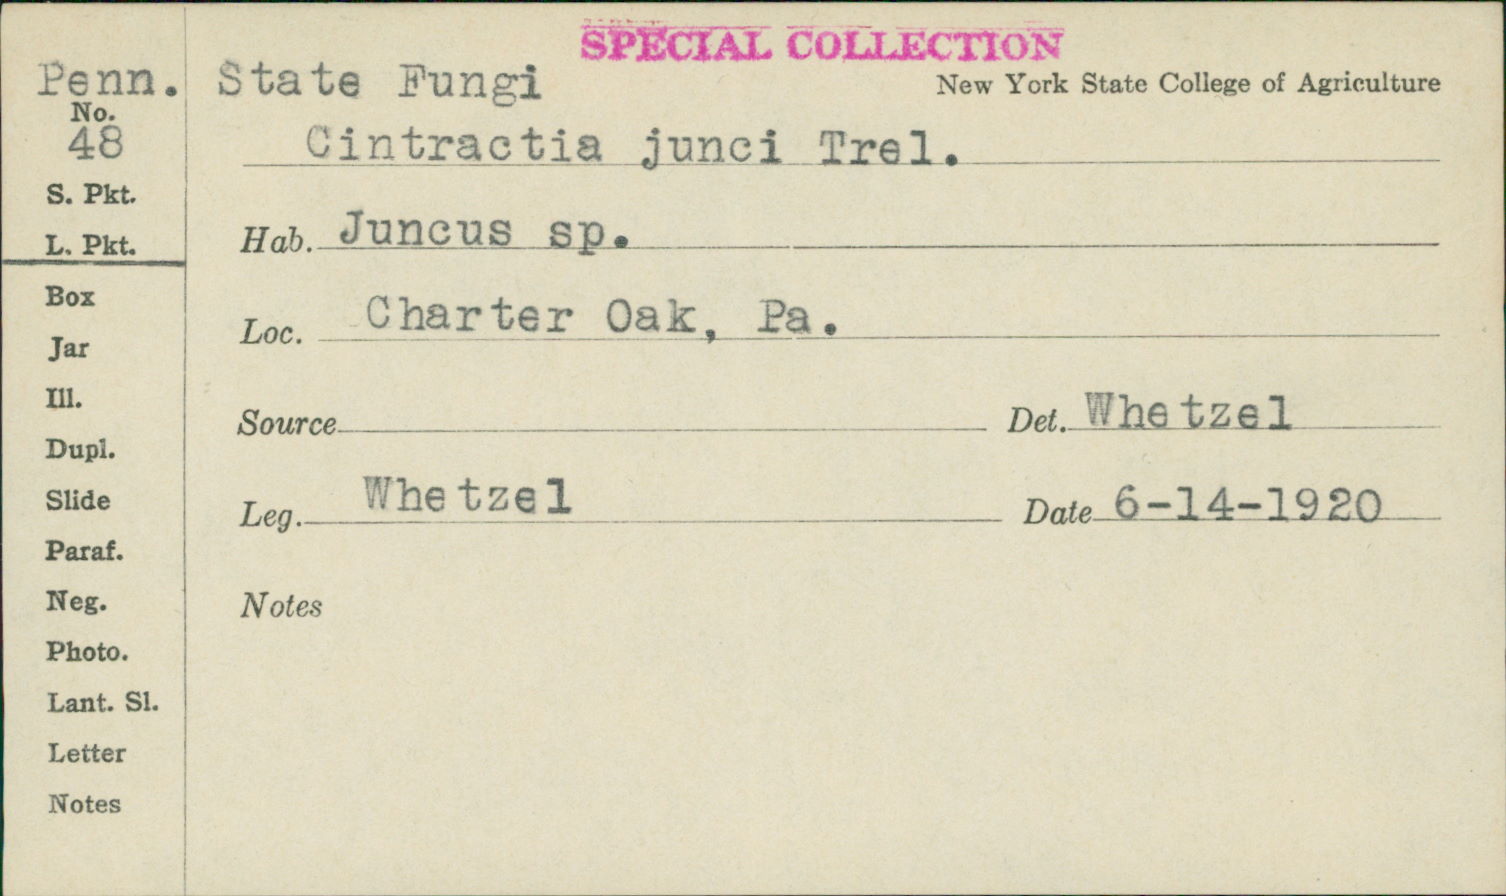 SPECIAL COLLECTION
Penn. State Fungi
New York State College of Agriculture
No.
48
Cintractia junci Trel.
S. Pkt.
L. Pkt.
Hab. Juncus sp.
Box
Loc. Charter Oak, Pa.
Jar
Ill.
Source
Det. Whetzel
Dupl.
Slide
Leg. Whetzel
Date 6-14-1920
Paraf.
Neg.
Notes
Photo.
Lant. Sl.
Letter
Notes